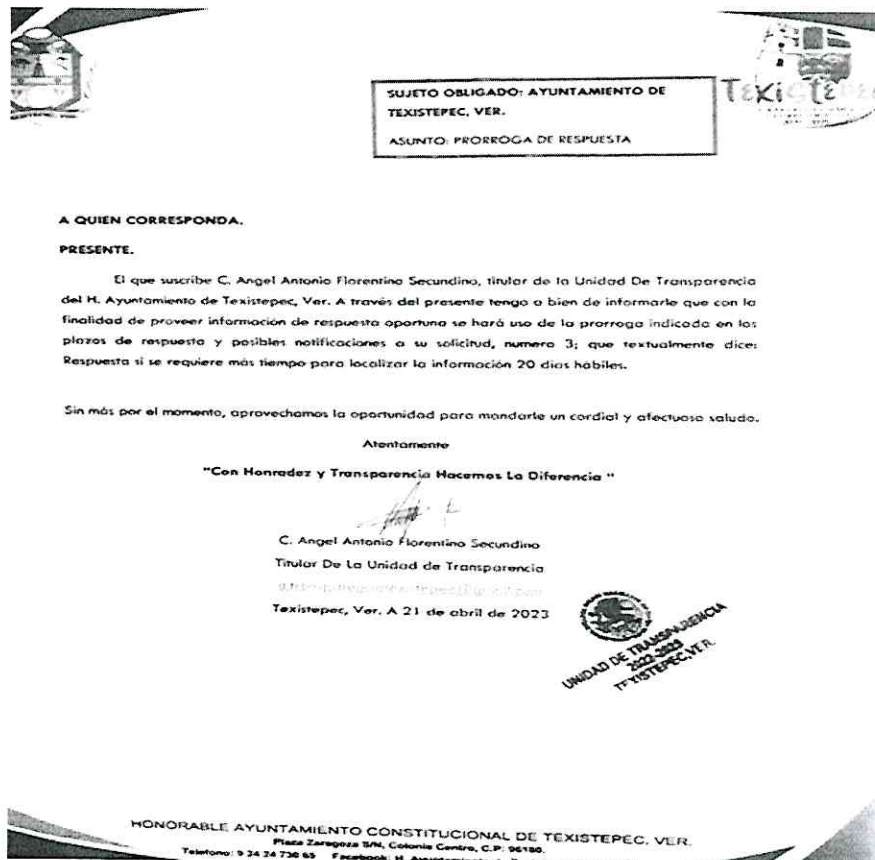 SUJETO OBLIGADO: AYUNTAMIENTO DE
TEXISTEPEC, VER.
ASUNTO: PRORROGA DE RESPUESTA
Texistepec
A QUIEN CORRESPONDA.
PRESENTE.
El que suscribe C. Angel Antonio Florentino Secundino, titular de la Unidad De Transparencia
del H. Ayuntamiento de Texistepec, Ver. A través del presente tengo a bien de informarle que con la
finalidad de proveer información de respuesta oportuna se hará uso de la prorroga indicada en los
plazos de respuesta y posibles notificaciones a su solicitud, numero 3; que textualmente dice:
Respuesta si se requiere más tiempo para localizar la información 20 días hábiles.
Sin más por el momento, aprovechamos la oportunidad para mandarle un cordial y afectuoso saludo.
Atentamente
"Con Honradez y Transparencia Hacemos La Diferencia "
C. Angel Antonio Florentino Secundino
Titular De La Unidad de Transparencia
Texistepec, Ver. A 21 de abril de 2023
UNIDAD DE TRANSPARENCIA
2022-2025
TEXISTEPEC, VER.
HONORABLE AYUNTAMIENTO CONSTITUCIONAL DE TEXISTEPEC, VER.
Plaza Zaragoza S/N, Colonia Centro, C.P. 96180.
Telefono: 9 24 24 730 65 Facebook: H. Ayuntamiento